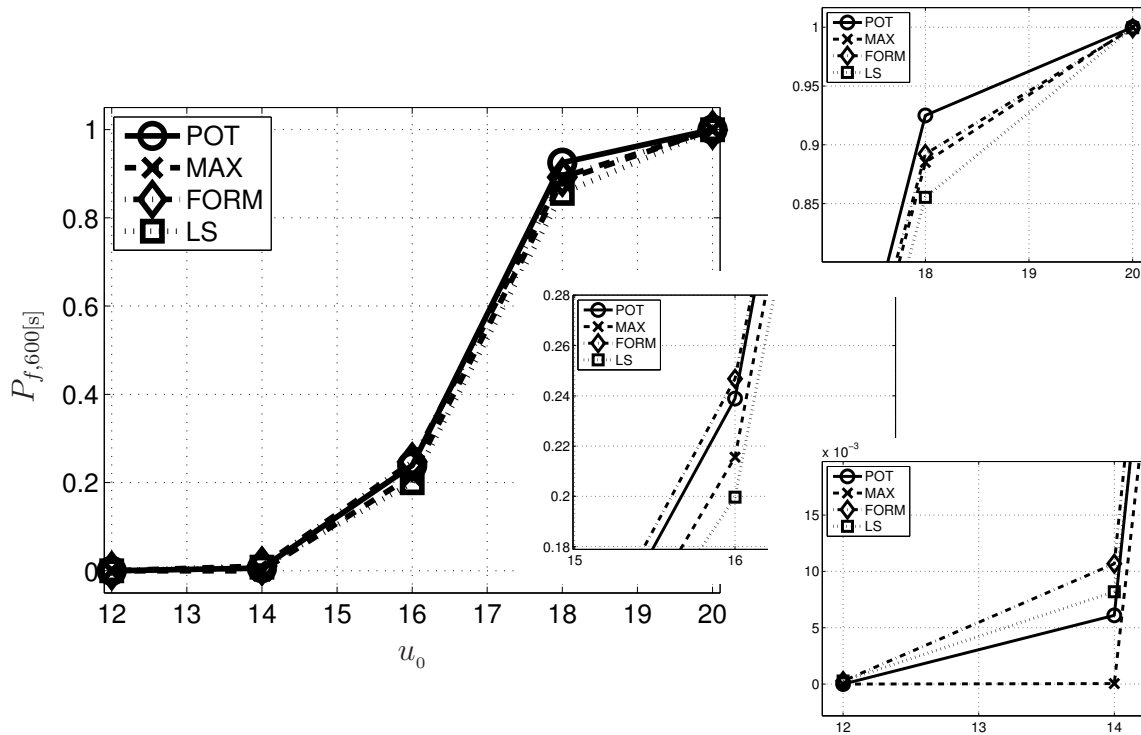 1
0.8
0.6
0.4
0.2
0
12 13 14 15 16 17 18 19 20
P_{f,600[s]}
u_0
POT
MAX
FORM
LS
1
0.95
0.9
0.85
18 19 20
POT
MAX
FORM
LS
0.28
0.26
0.24
0.22
0.2
0.18
15 16
POT
MAX
FORM
LS
x 10^{-3}
15
10
5
0
12 13 14
POT
MAX
FORM
LS